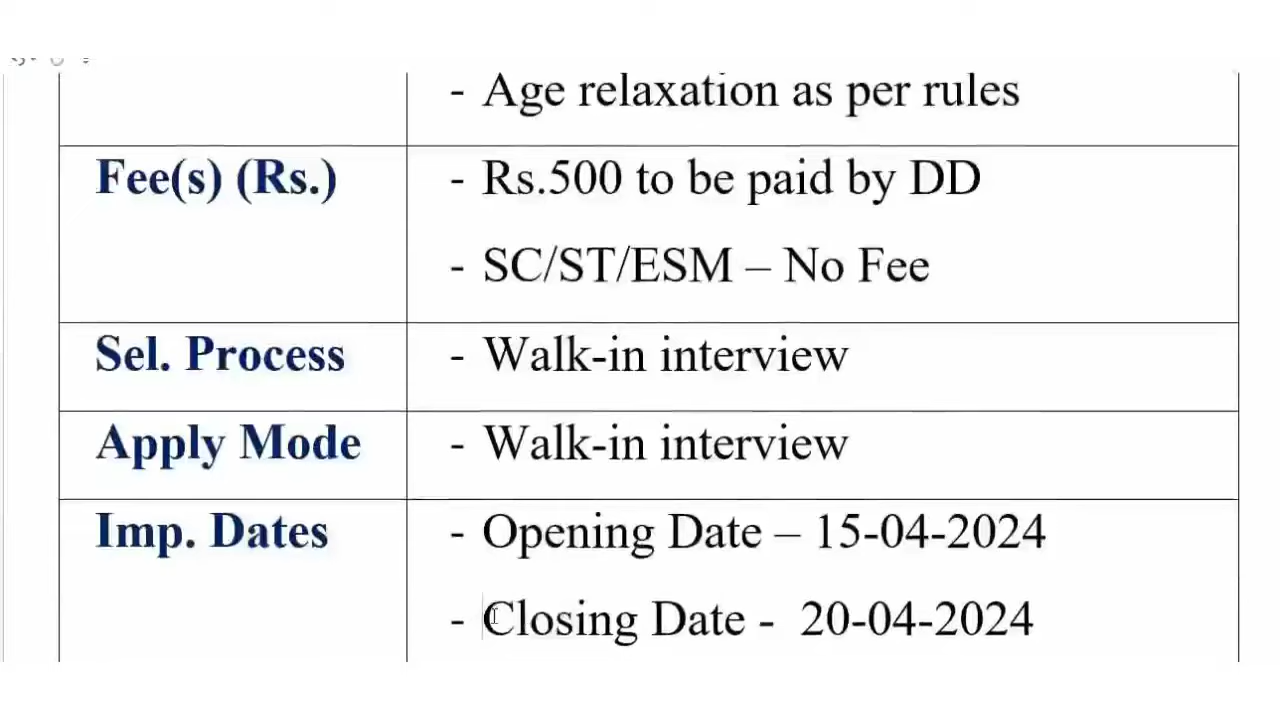 - Age relaxation as per rules
Fee(s) (Rs.) - Rs.500 to be paid by DD
- SC/ST/ESM – No Fee
Sel. Process - Walk-in interview
Apply Mode - Walk-in interview
Imp. Dates - Opening Date – 15-04-2024
- Closing Date - 20-04-2024